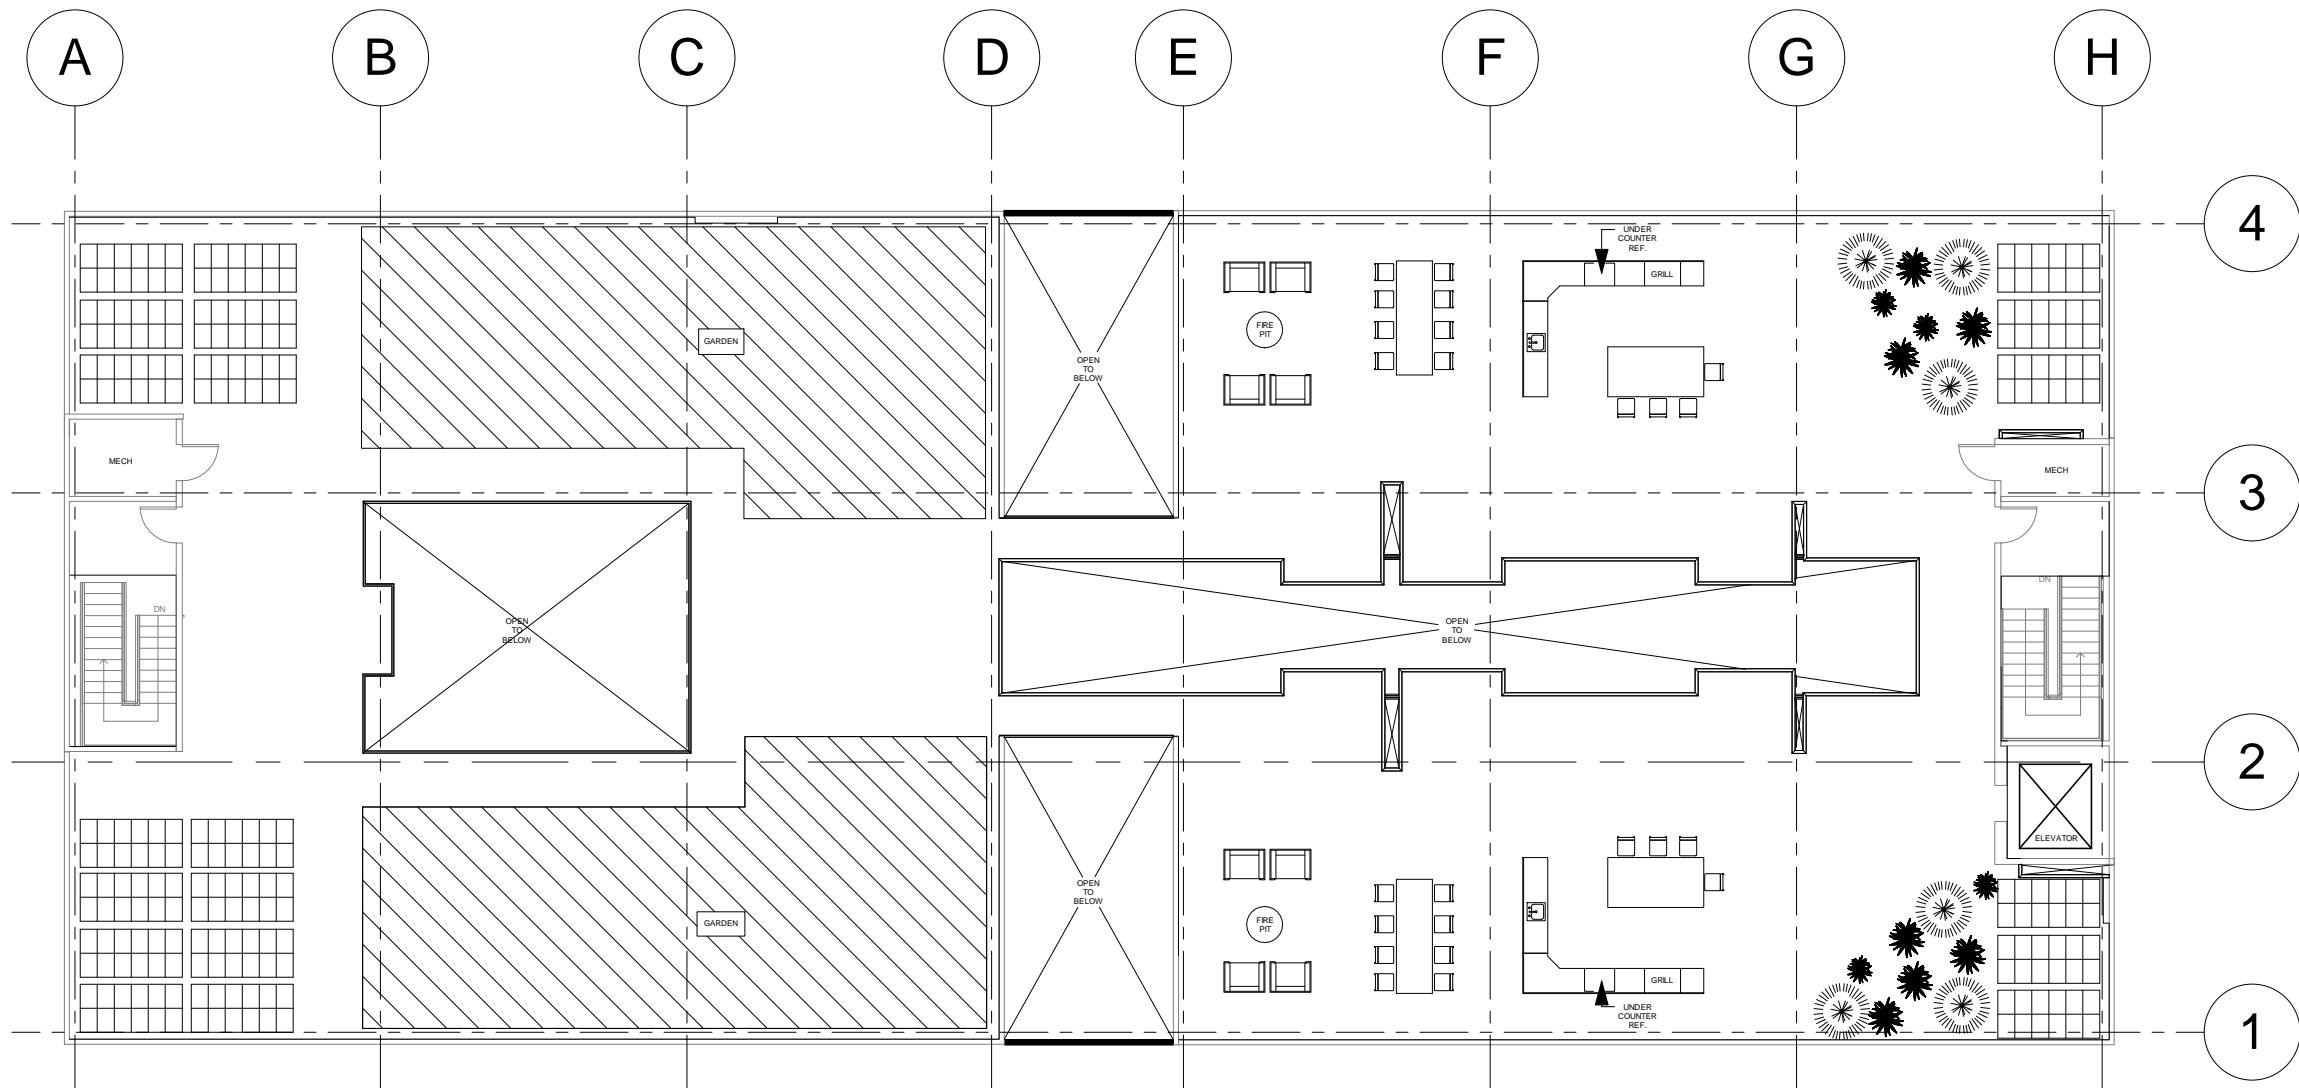 A
B
C
D
E
F
G
H
4
UNDER
COUNTER
REF.
GRILL
FIRE
PIT
GARDEN
OPEN
TO
BELOW
MECH
MECH
3
DN
DN
OPEN
TO
BELOW
OPEN
TO
BELOW
2
ELEVATOR
OPEN
TO
BELOW
GARDEN
FIRE
PIT
GRILL
UNDER
COUNTER
REF.
1